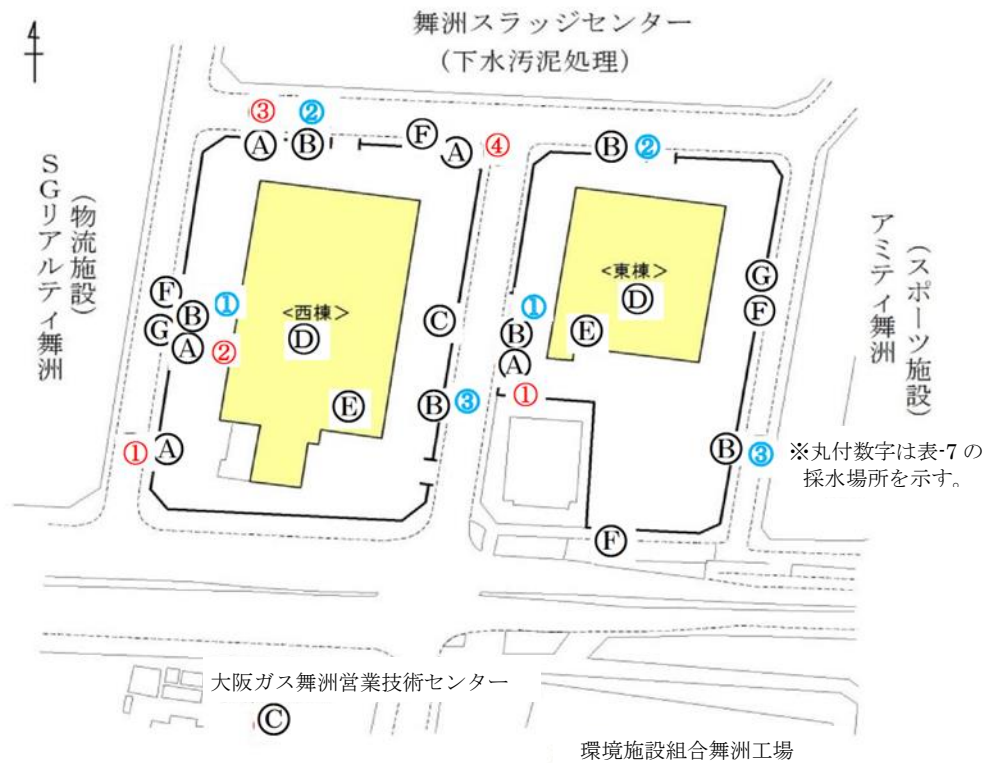 舞洲スラッジセンター
(下水汚泥処理)
4
③ ②
Ⓐ Ⓑ Ⓕ Ⓐ ④
Ⓑ ②
SGリアルティ舞洲
(物流施設)
アミティ舞洲
(スポーツ施設)
<東棟>
Ⓓ
Ⓖ
Ⓕ
Ⓕ
Ⓑ ①
Ⓖ
Ⓐ ②
<西棟>
Ⓓ
Ⓒ
①
Ⓑ
Ⓔ
Ⓐ
①
Ⓔ
Ⓑ ③
① Ⓐ
Ⓑ ③
※丸付数字は表-7の
採水場所を示す。
Ⓕ
大阪ガス舞洲営業技術センター
Ⓒ
環境施設組合舞洲工場